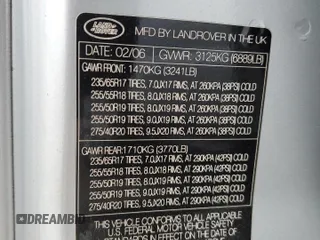 LAND-
ROVER
MFD BY LANDROVER IN THE UK
DATE: 02/06 GVWR: 3125KG (6889LB)
GAWR FRONT: 1470KG (3241LB)
235/65R17 TIRES, 7.0JX17 RIMS, AT 260KPA (38PSI) COLD
255/55R18 TIRES, 8.0JX18 RIMS, AT 260KPA (38PSI) COLD
255/50R19 TIRES, 8.0JX19 RIMS, AT 260KPA (38PSI) COLD
255/50R19 TIRES, 9.0JX19 RIMS, AT 260KPA (38PSI) COLD
275/40R20 TIRES, 9.5JX20 RIMS, AT 260KPA (38PSI) COLD
GAWR REAR: 1710KG (3770LB)
235/65R17 TIRES, 7.0JX17 RIMS, AT 290KPA (42PSI) COLD
255/55R18 TIRES, 8.0JX18 RIMS, AT 290KPA (42PSI) COLD
255/50R19 TIRES, 8.0JX19 RIMS, AT 290KPA (42PSI) COLD
255/50R19 TIRES, 9.0JX19 RIMS, AT 290KPA (42PSI) COLD
275/40R20 TIRES, 9.5JX20 RIMS, AT 290KPA (42PSI) COLD
THIS VEHICLE CONFORMS TO ALL
U.S. FEDERAL MOTOR VEHICLE
STANDARDS IN EFFECT ON
DREAMBID